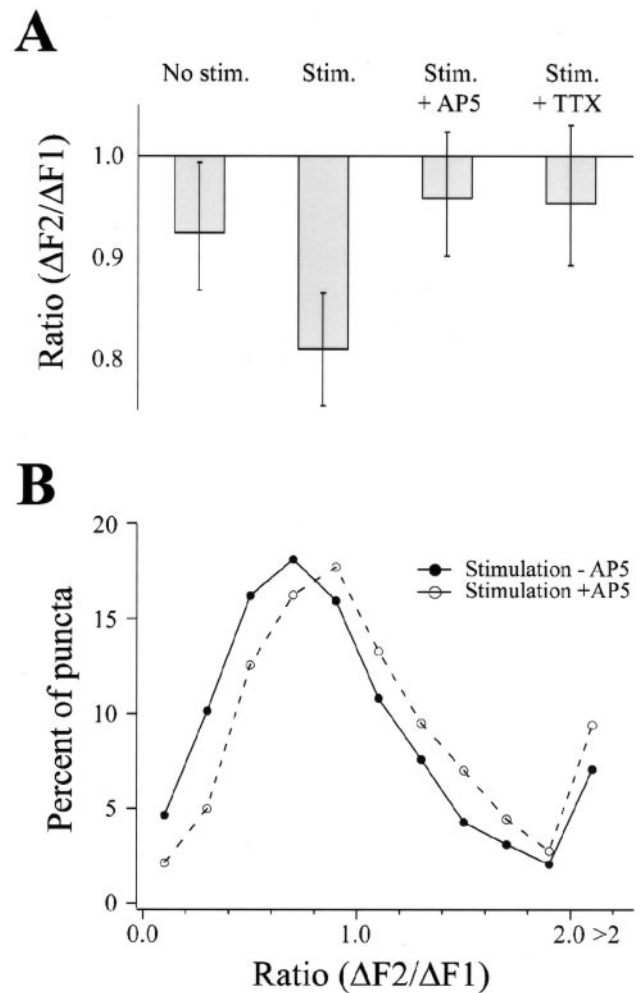 A
No stim. Stim. Stim. Stim.
+ AP5 + TTX
1.0
0.9
0.8
Ratio (ΔF2/ΔF1)
B
20
15
10
5
0
Percent of puncta
Stimulation - AP5
Stimulation +AP5
0.0 1.0 2.0 >2
Ratio (ΔF2/ΔF1)